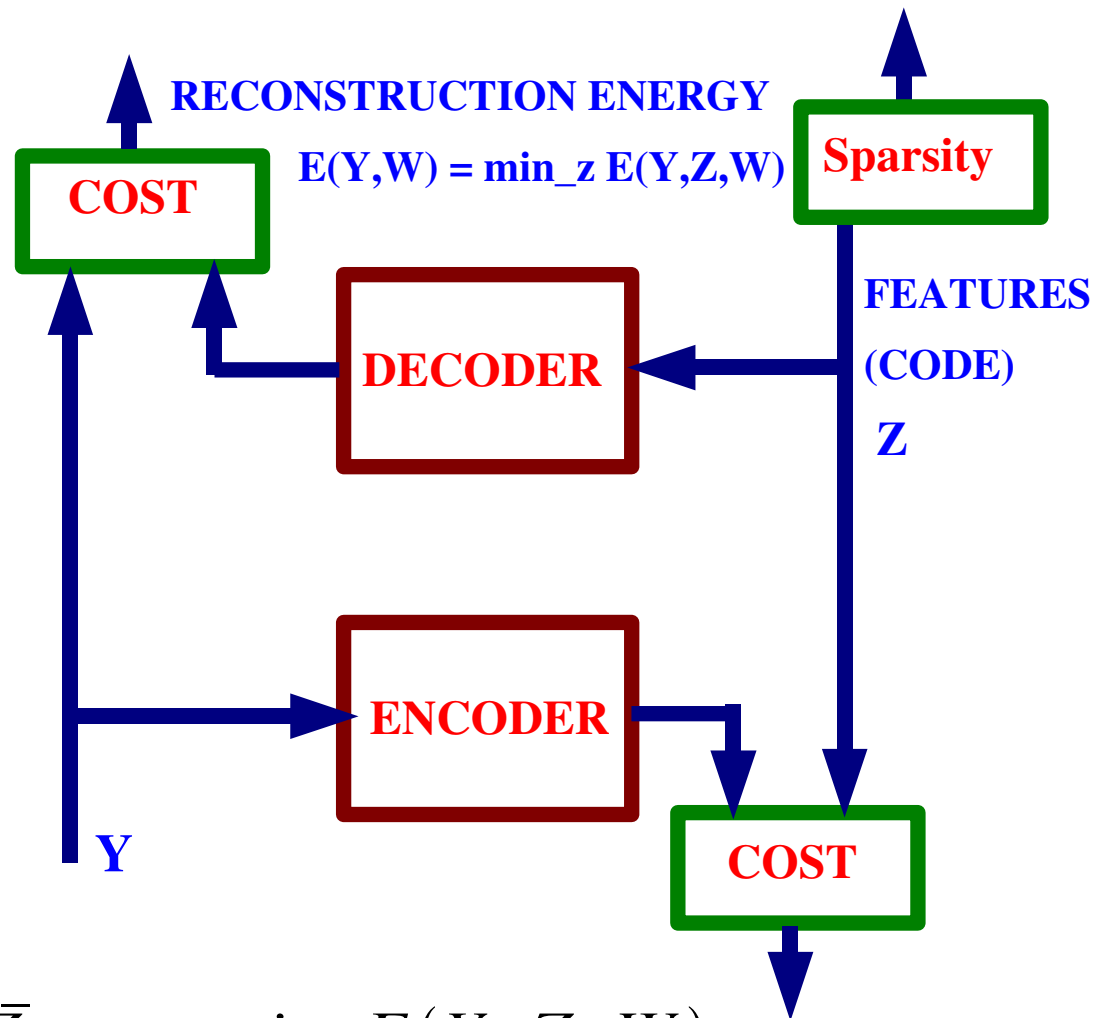 RECONSTRUCTION ENERGY
E(Y,W) = min_z E(Y,Z,W)
Sparsity
COST
FEATURES
(CODE)
Z
DECODER
ENCODER
Y
COST